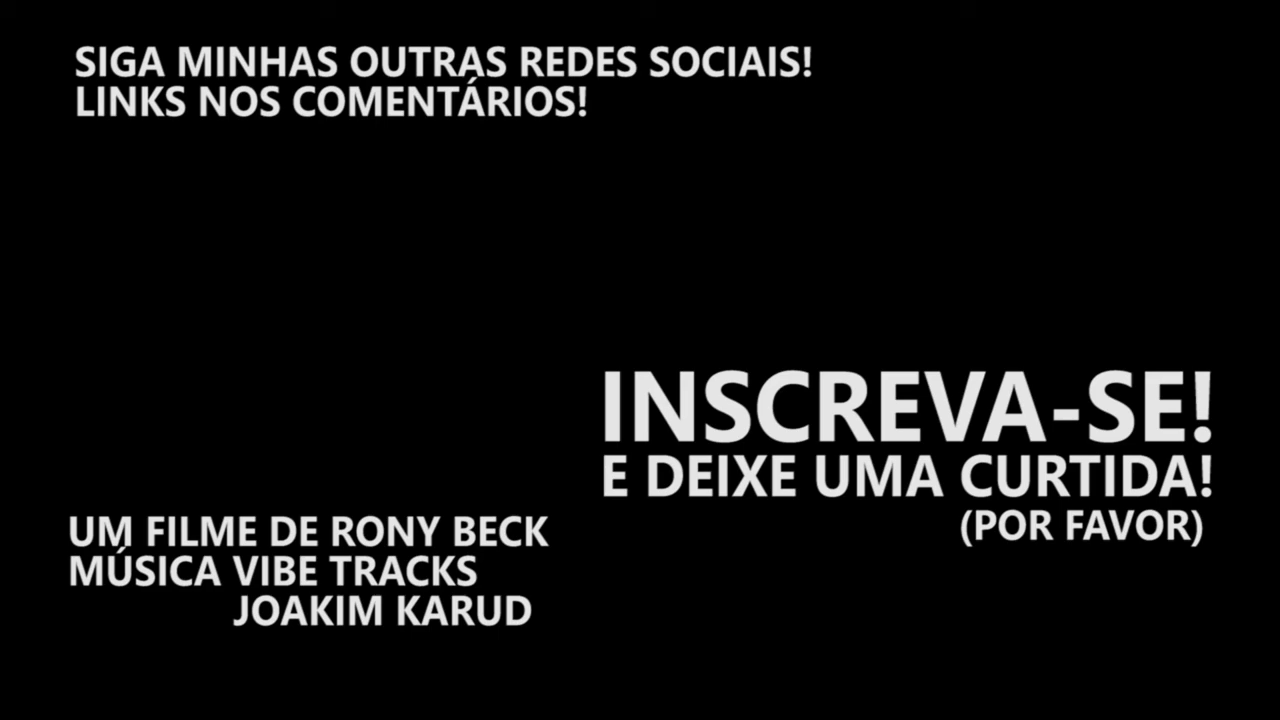 SIGA MINHAS OUTRAS REDES SOCIAIS!
LINKS NOS COMENTÁRIOS!
INSCREVA-SE!
E DEIXE UMA CURTIDA!
(POR FAVOR)
UM FILME DE RONY BECK
MÚSICA VIBE TRACKS
JOAKIM KARUD